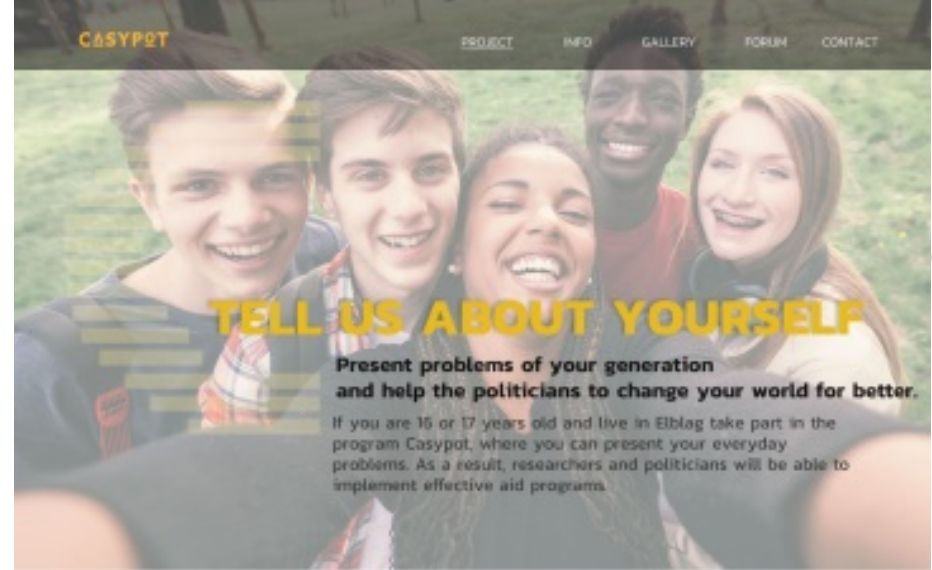 CASYPOT
PROJECT INFO GALLERY FORUM CONTACT
TELL US ABOUT YOURSELF
Present problems of your generation
and help the politicians to change your world for better.
If you are 16 or 17 years old and live in Elblag take part in the
program Casypot, where you can present your everyday
problems. As a result, researchers and politicians will be able to
implement effective aid programs.